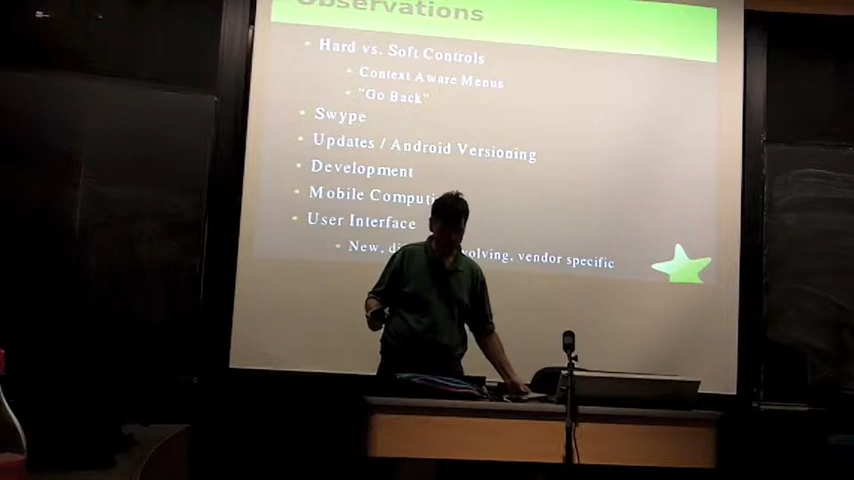 Observations
Hard vs. Soft Controls
Context Aware Menus
"Go Back"
Swype
Updates / Android Versioning
Development
Mobile Computi
User Interface
New, di volving, vendor specific